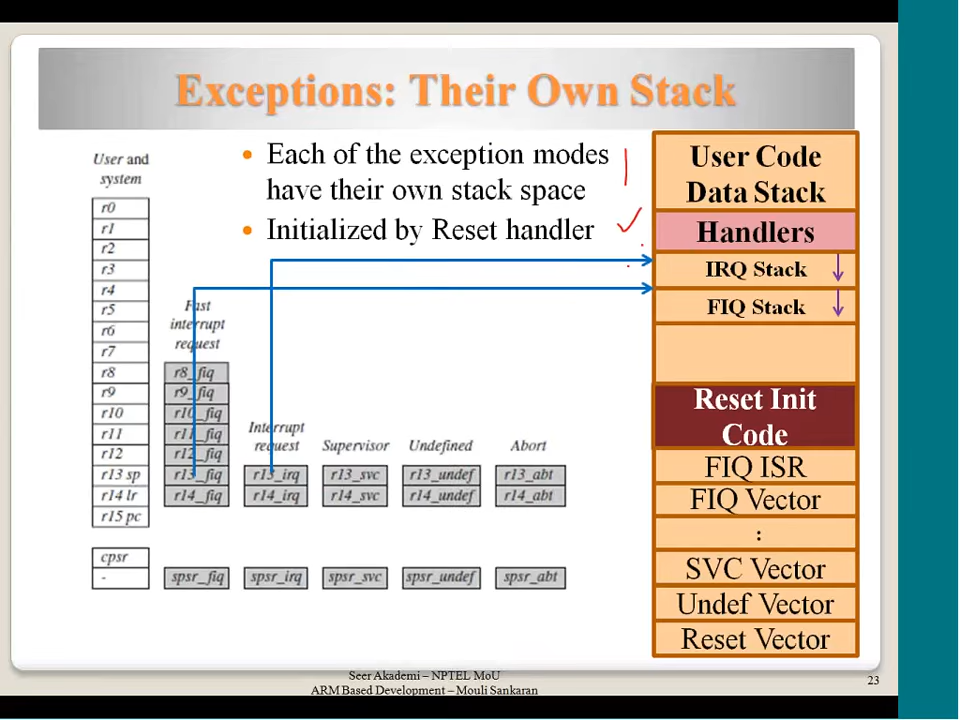 Exceptions: Their Own Stack
User and
system
r0
r1
r2
r3
r4
r5
r6
r7
r8
r9
r10
r11
r12
r13 sp
r14 lr
r15 pc
cpsr
-
Fast
interrupt
request
r8_fiq
r9_fiq
r10_fiq
r11_fiq
r12_fiq
r13_fiq
r14_fiq
spsr_fiq
Interrupt
request
r13_irq
r14_irq
spsr_irq
Supervisor
r13_svc
r14_svc
spsr_svc
Undefined
r13_undef
r14_undef
spsr_undef
Abort
r13_abt
r14_abt
spsr_abt
• Each of the exception modes
have their own stack space
• Initialized by Reset handler
User Code
Data Stack
Handlers
IRQ Stack
FIQ Stack
Reset Init
Code
FIQ ISR
FIQ Vector
:
SVC Vector
Undef Vector
Reset Vector
Seer Akademi – NPTEL MoU
ARM Based Development – Mouli Sankaran
23